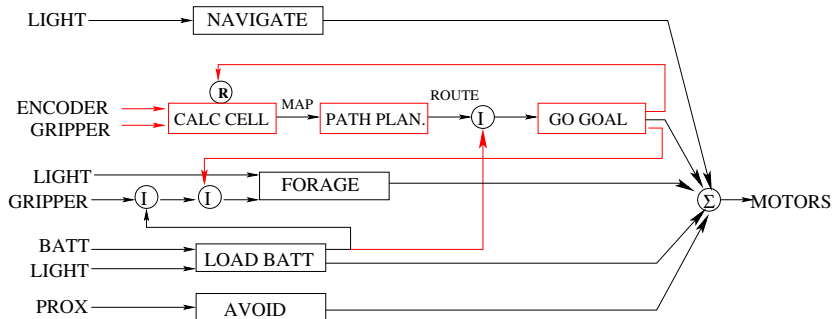 LIGHT
NAVIGATE
R
ENCODER
GRIPPER
CALC CELL
MAP
PATH PLAN.
ROUTE
I
GO GOAL
LIGHT
GRIPPER
I
I
FORAGE
Σ
MOTORS
BATT
LIGHT
LOAD BATT
PROX
AVOID